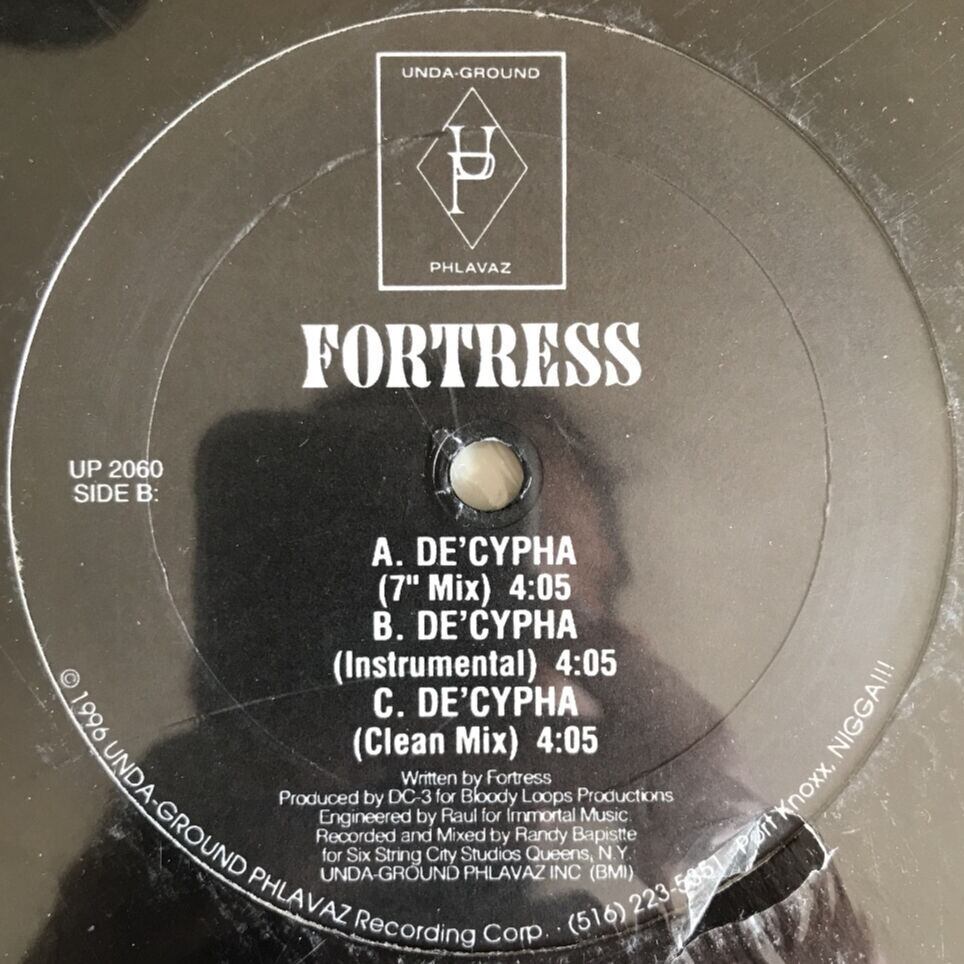 UNDA-GROUND
UP
PHLAVAZ
FORTRESS
UP 2060
SIDE B:
A. DE'CYPHA
(7" Mix) 4:05
B. DE'CYPHA
(Instrumental) 4:05
C. DE'CYPHA
(Clean Mix) 4:05
Written by Fortress
Produced by DC-3 for Bloody Loops Productions
Engineered by Raul for Immortal Music
Recorded and Mixed by Randy Bapistte
for Six String City Studios Queens, N.Y.
UNDA-GROUND PHLAVAZ INC (BMI)
© 1996 UNDA-GROUND PHLAVAZ Recording Corp. · (516) 223-5351 Port Knoxx, NIGGA!!!